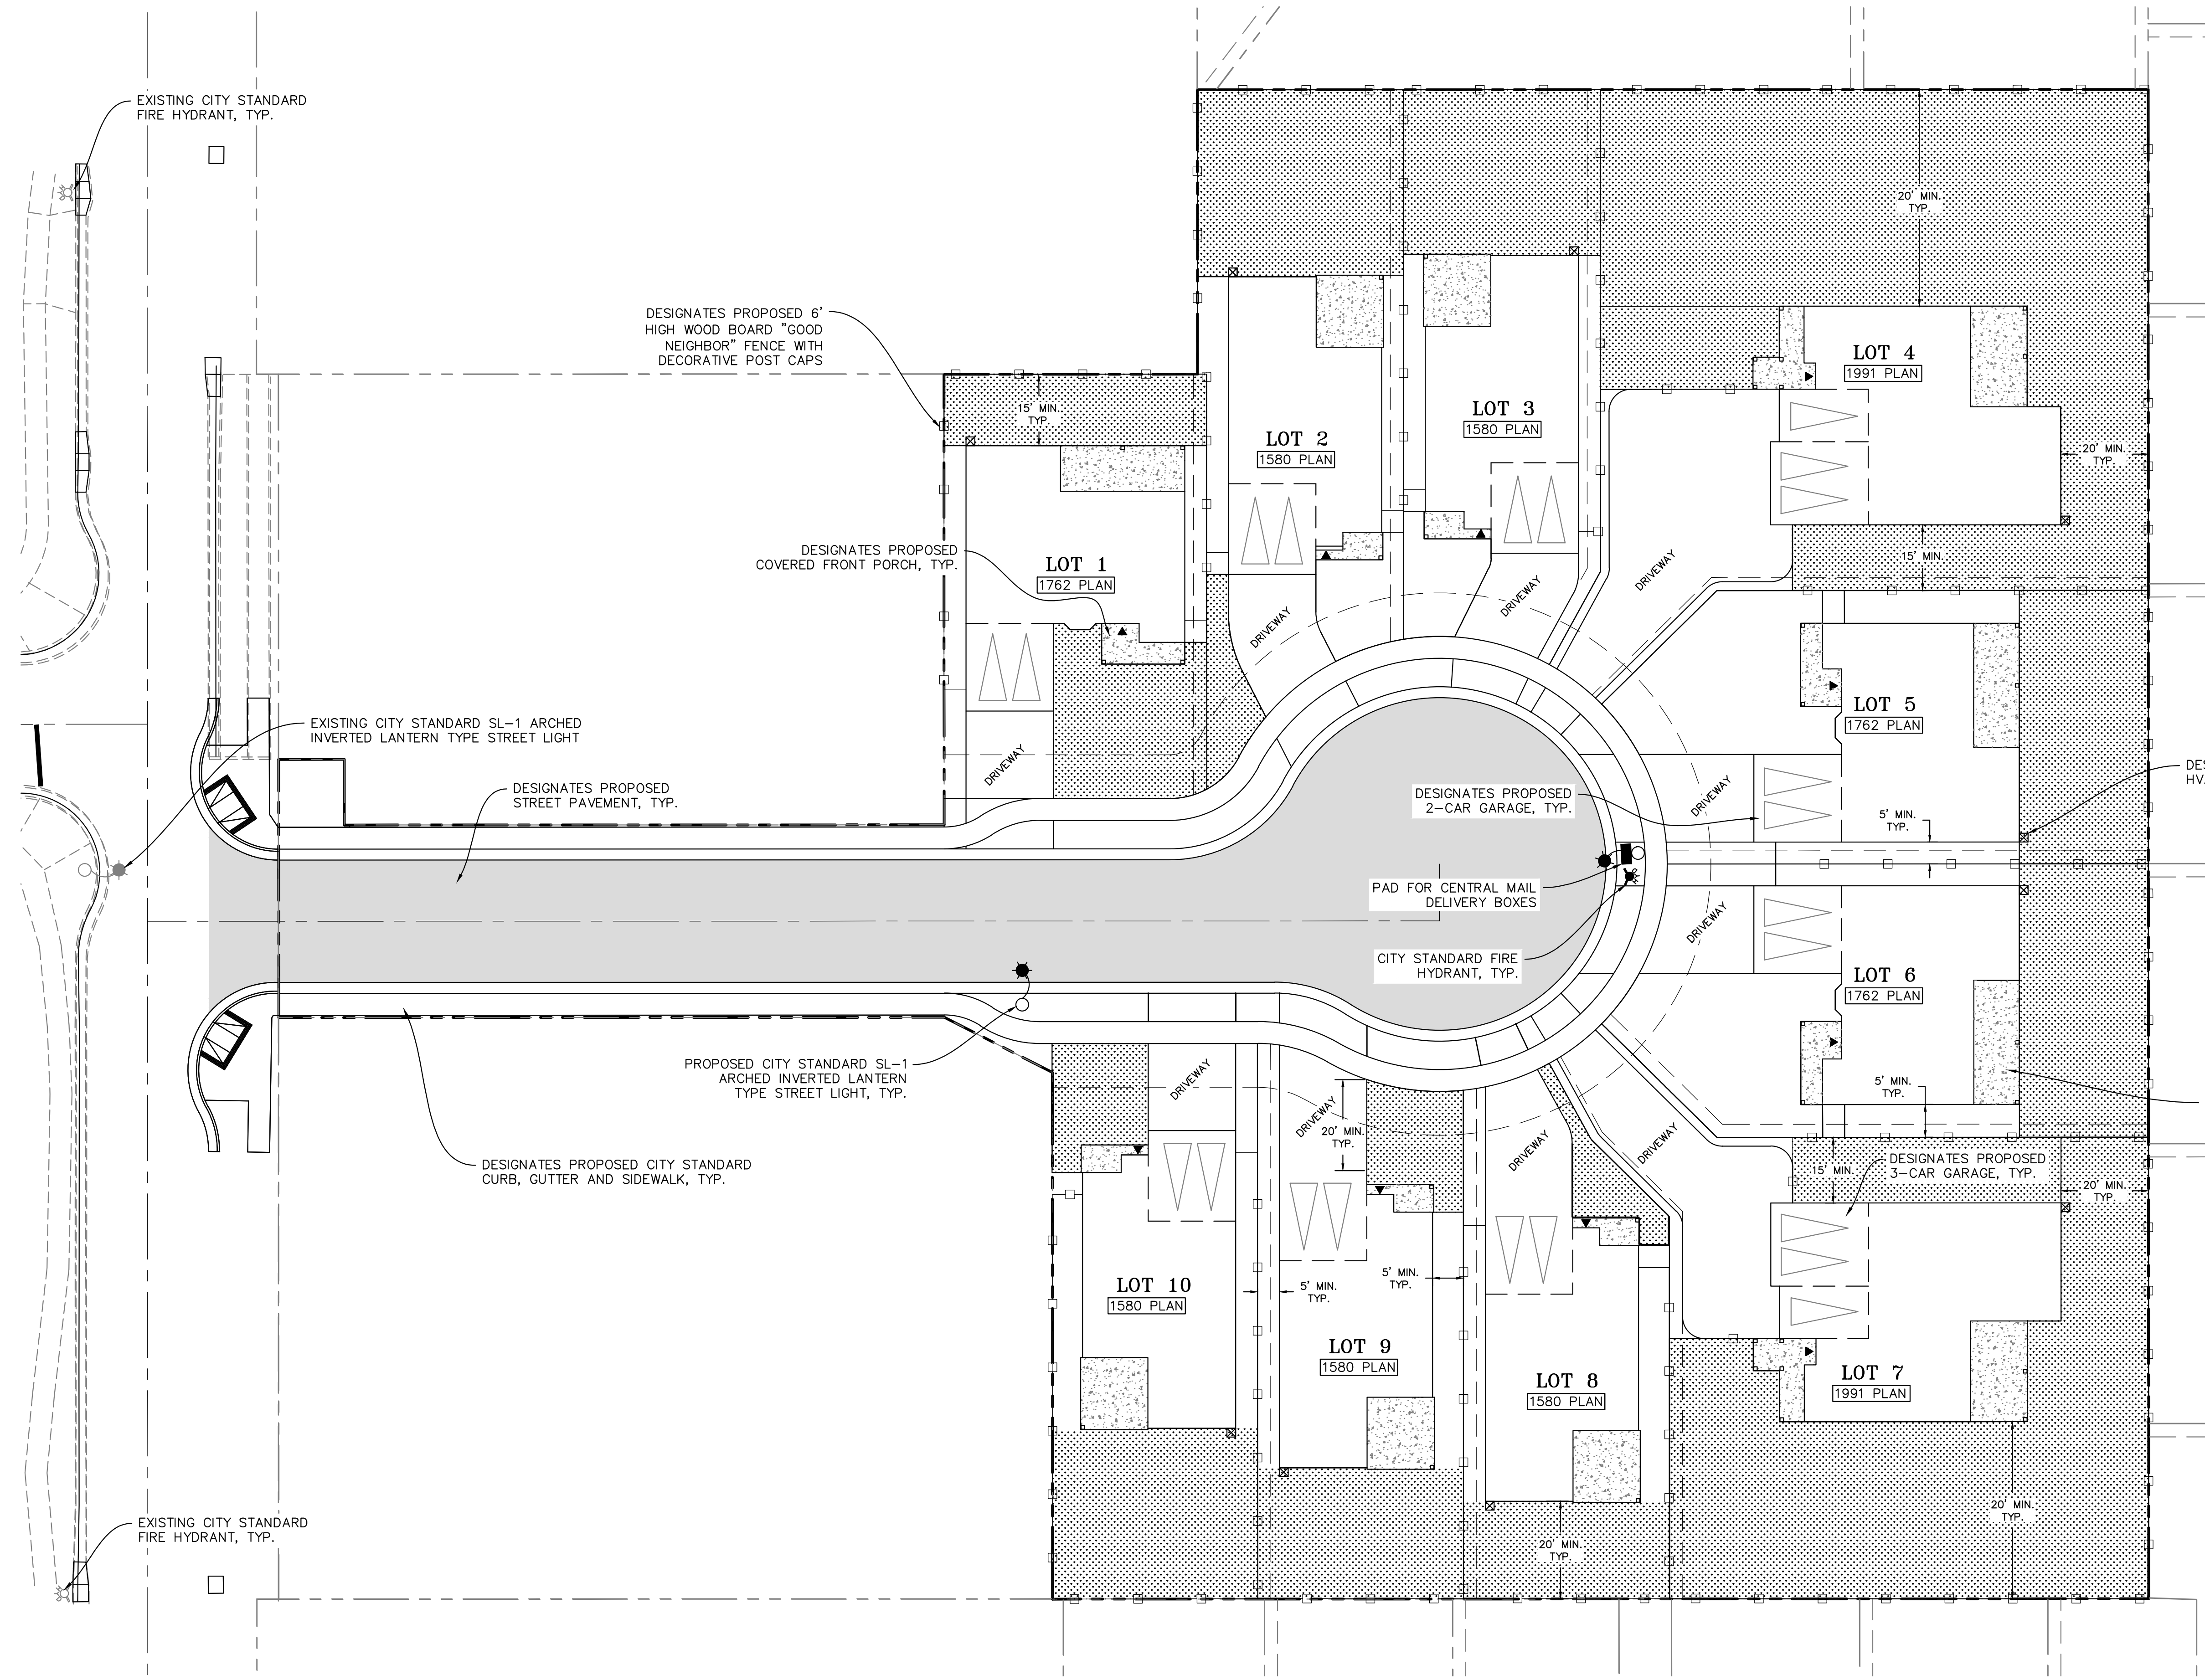 EXISTING CITY STANDARD
FIRE HYDRANT, TYP.
20' MIN.
TYP.
DESIGNATES PROPOSED 6'
HIGH WOOD BOARD "GOOD
NEIGHBOR" FENCE WITH
DECORATIVE POST CAPS
15' MIN.
TYP.
LOT 2
1580 PLAN
LOT 3
1580 PLAN
LOT 4
1991 PLAN
20' MIN.
TYP.
15' MIN.
DESIGNATES PROPOSED
COVERED FRONT PORCH, TYP.
LOT 1
1762 PLAN
DRIVEWAY
DRIVEWAY
DRIVEWAY
DRIVEWAY
LOT 5
1762 PLAN
EXISTING CITY STANDARD SL-1 ARCHED
INVERTED LANTERN TYPE STREET LIGHT
DESIGNATES PROPOSED
STREET PAVEMENT, TYP.
DESIGNATES PROPOSED
2-CAR GARAGE, TYP.
DRIVEWAY
5' MIN.
TYP.
DES
HV
PAD FOR CENTRAL MAIL
DELIVERY BOXES
DRIVEWAY
CITY STANDARD FIRE
HYDRANT, TYP.
LOT 6
1762 PLAN
PROPOSED CITY STANDARD SL-1
ARCHED INVERTED LANTERN
TYPE STREET LIGHT, TYP.
DRIVEWAY
DRIVEWAY
20' MIN.
TYP.
DRIVEWAY
DRIVEWAY
5' MIN.
TYP.
DESIGNATES PROPOSED CITY STANDARD
CURB, GUTTER AND SIDEWALK, TYP.
15' MIN.
DESIGNATES PROPOSED
3-CAR GARAGE, TYP.
20' MIN.
TYP.
LOT 10
1580 PLAN
5' MIN.
TYP.
5' MIN.
TYP.
LOT 9
1580 PLAN
LOT 8
1580 PLAN
LOT 7
1991 PLAN
EXISTING CITY STANDARD
FIRE HYDRANT, TYP.
20' MIN.
TYP.
20' MIN.
TYP.